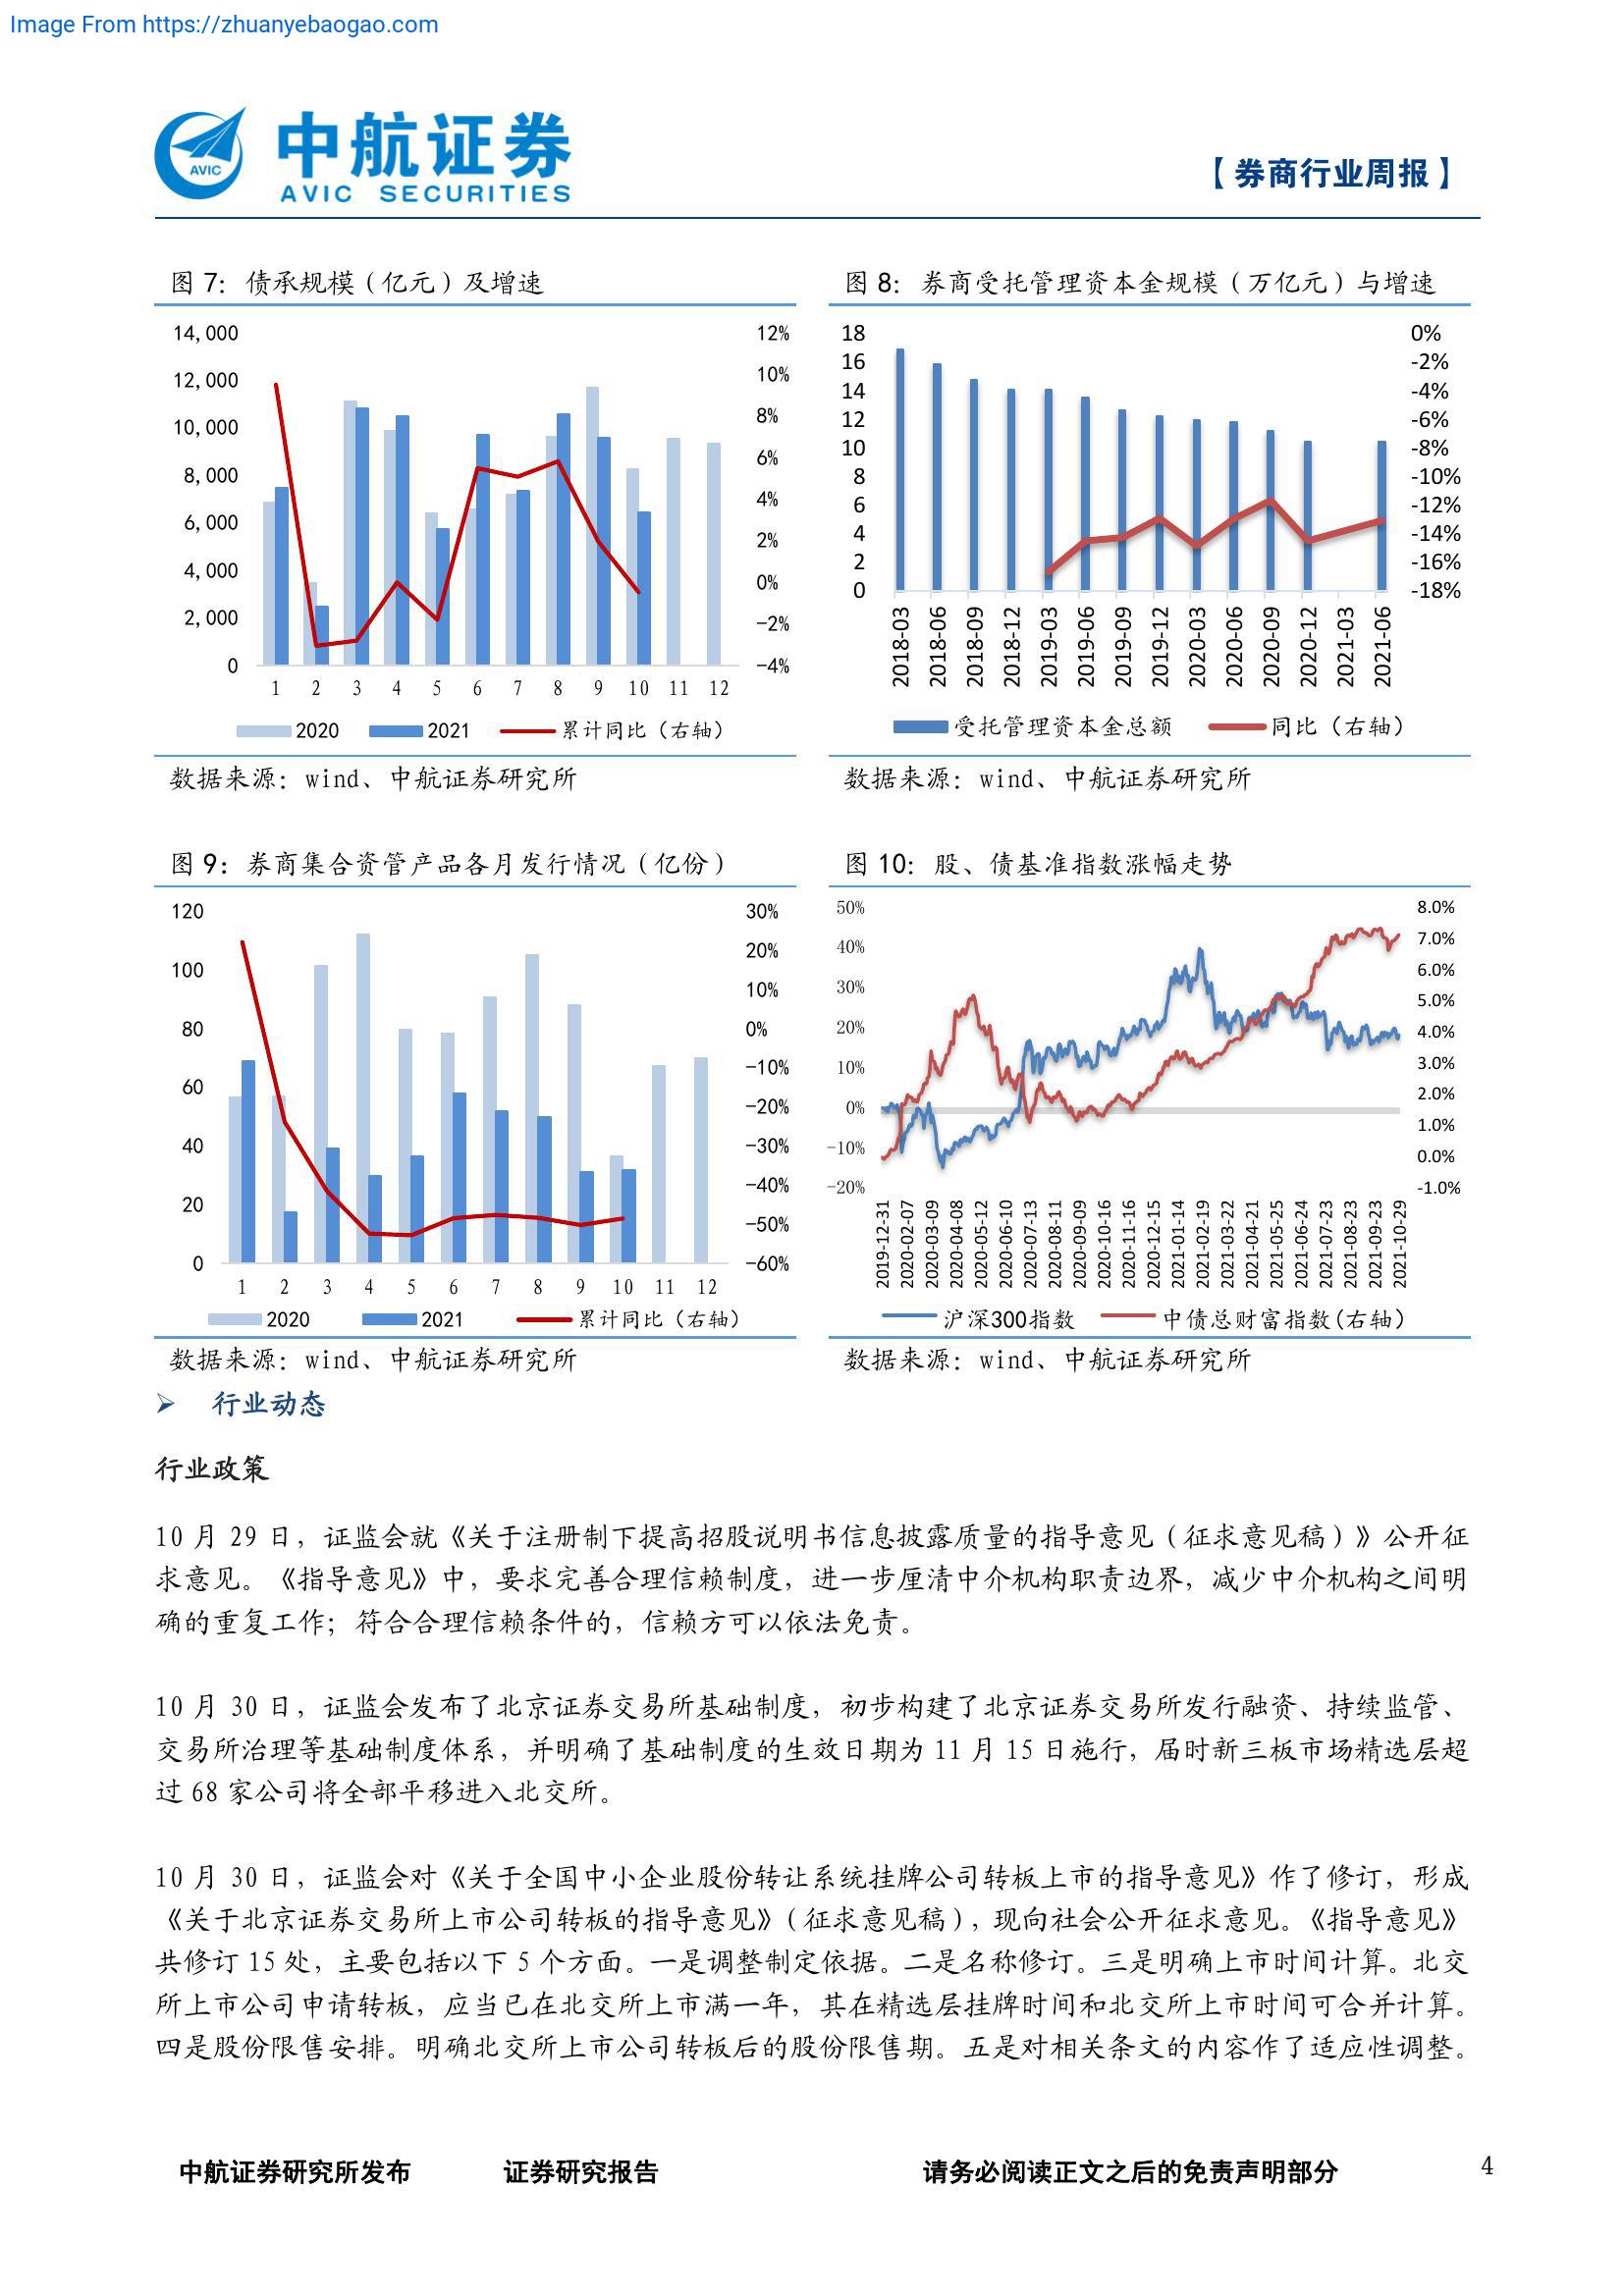 Image From https://zhuanyebaogao.com
AVIC
中航证券
AVIC SECURITIES
【券商行业周报】
图 7：债承规模（亿元）及增速
14,000
12,000
10,000
8,000
6,000
4,000
2,000
0
12%
10%
8%
6%
4%
2%
0%
-2%
-4%
1 2 3 4 5 6 7 8 9 10 11 12
2020 2021 累计同比（右轴）
数据来源：wind、中航证券研究所
图 8：券商受托管理资本金规模（万亿元）与增速
18
16
14
12
10
8
6
4
2
0
0%
-2%
-4%
-6%
-8%
-10%
-12%
-14%
-16%
-18%
2018-03 2018-06 2018-09 2018-12 2019-03 2019-06 2019-09 2019-12 2020-03 2020-06 2020-09 2020-12 2021-03 2021-06
受托管理资本金总额 同比（右轴）
数据来源：wind、中航证券研究所
图 9：券商集合资管产品各月发行情况（亿份）
120
100
80
60
40
20
0
30%
20%
10%
0%
-10%
-20%
-30%
-40%
-50%
-60%
1 2 3 4 5 6 7 8 9 10 11 12
2020 2021 累计同比（右轴）
数据来源：wind、中航证券研究所
图 10：股、债基准指数涨幅走势
50%
40%
30%
20%
10%
0%
-10%
-20%
8.0%
7.0%
6.0%
5.0%
4.0%
3.0%
2.0%
1.0%
0.0%
-1.0%
2019-12-31 2020-02-07 2020-03-09 2020-04-08 2020-05-12 2020-06-10 2020-07-13 2020-08-11 2020-09-09 2020-10-16 2020-11-16 2020-12-15 2021-01-14 2021-02-19 2021-03-22 2021-04-21 2021-05-25 2021-06-24 2021-07-23 2021-08-23 2021-09-23 2021-10-29
沪深300指数 中债总财富指数(右轴）
数据来源：wind、中航证券研究所
➢ 行业动态
行业政策
10 月 29 日，证监会就《关于注册制下提高招股说明书信息披露质量的指导意见（征求意见稿）》公开征
求意见。《指导意见》中，要求完善合理信赖制度，进一步厘清中介机构职责边界，减少中介机构之间明
确的重复工作；符合合理信赖条件的，信赖方可以依法免责。
10 月 30 日，证监会发布了北京证券交易所基础制度，初步构建了北京证券交易所发行融资、持续监管、
交易所治理等基础制度体系，并明确了基础制度的生效日期为 11 月 15 日施行，届时新三板市场精选层超
过 68 家公司将全部平移进入北交所。
10 月 30 日，证监会对《关于全国中小企业股份转让系统挂牌公司转板上市的指导意见》作了修订，形成
《关于北京证券交易所上市公司转板的指导意见》（征求意见稿），现向社会公开征求意见。《指导意见》
共修订 15 处，主要包括以下 5 个方面。一是调整制定依据。二是名称修订。三是明确上市时间计算。北交
所上市公司申请转板，应当已在北交所上市满一年，其在精选层挂牌时间和北交所上市时间可合并计算。
四是股份限售安排。明确北交所上市公司转板后的股份限售期。五是对相关条文的内容作了适应性调整。
中航证券研究所发布 证券研究报告 请务必阅读正文之后的免责声明部分 4